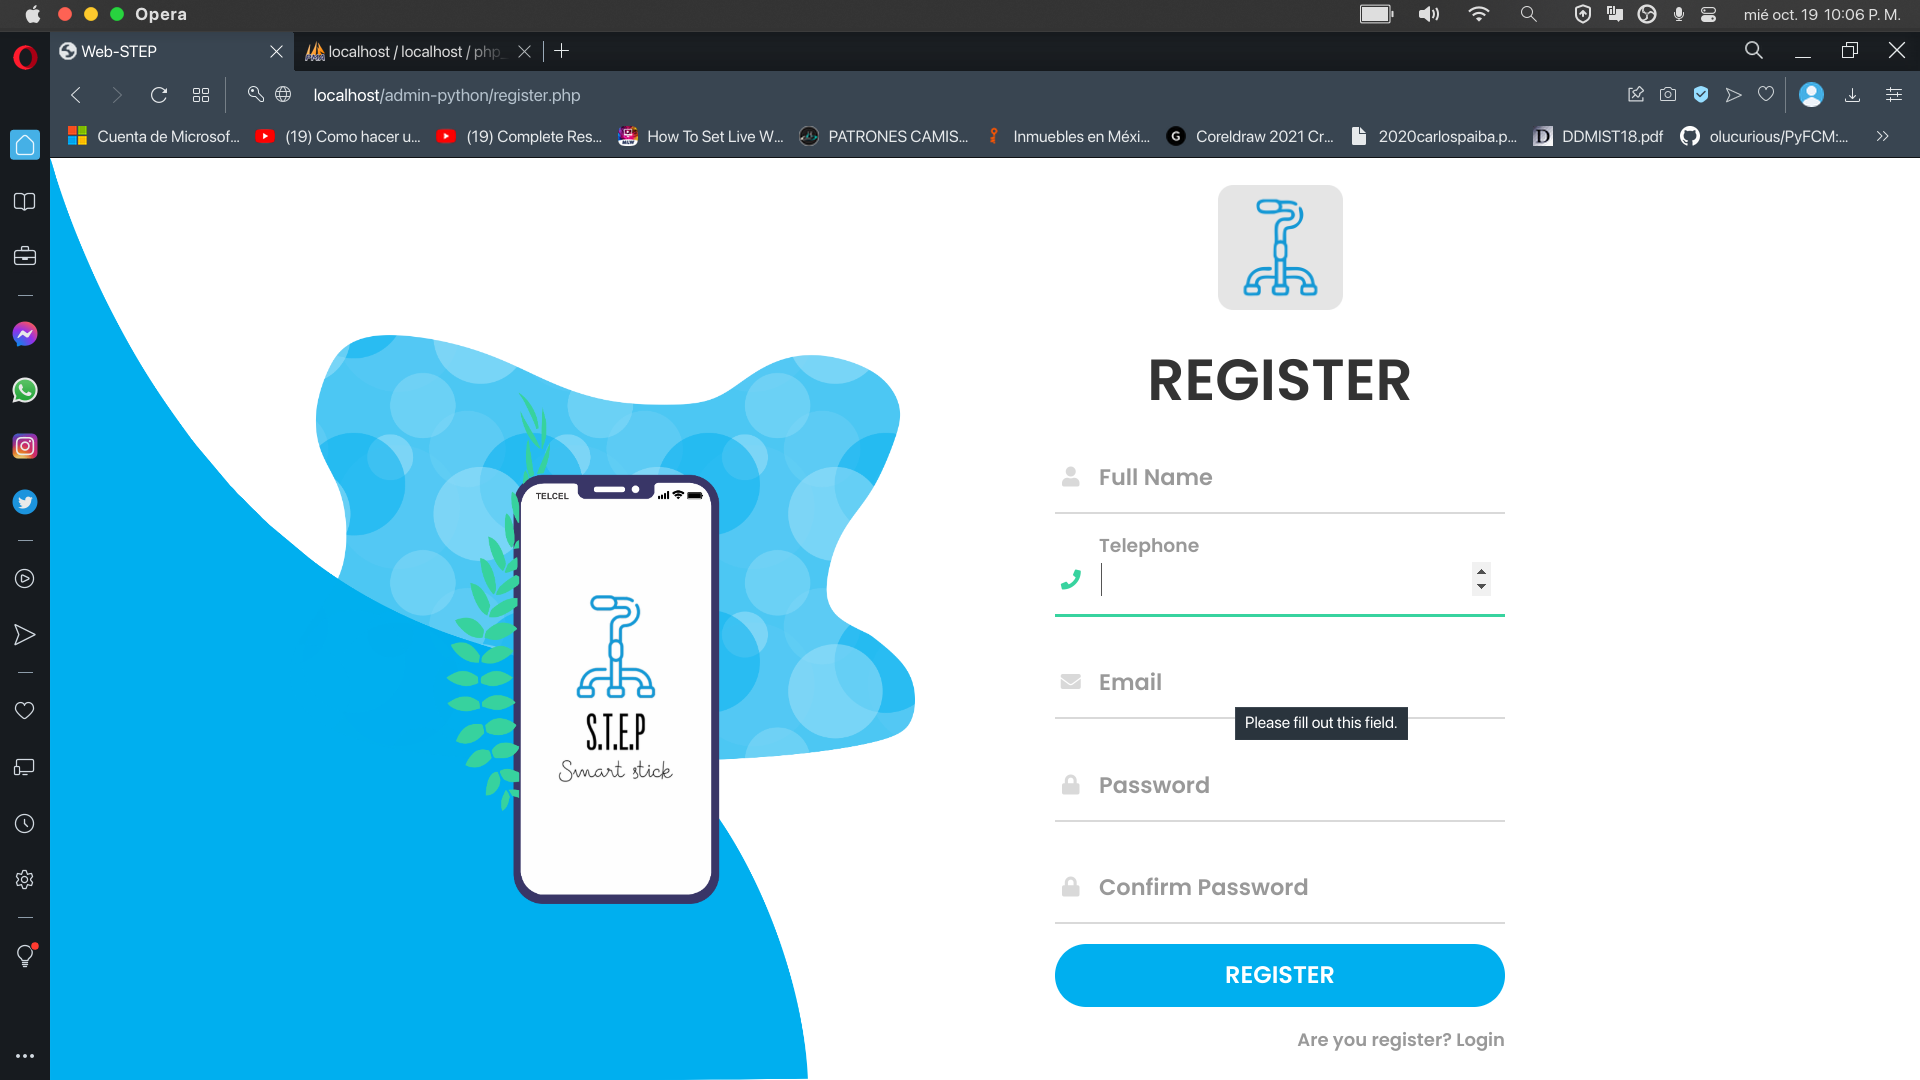 Opera
mié oct. 19 10:06 P. M.
Web-STEP
localhost / localhost / php_
localhost/admin-python/register.php
Cuenta de Microsof...
(19) Como hacer u...
(19) Complete Res...
How To Set Live W...
PATRONES CAMIS...
Inmuebles en Méxi...
Coreldraw 2021 Cr...
2020carlospaiba.p...
DDMIST18.pdf
olucurious/PyFCM:...
TELCEL
S.T.E.P
Smart stick
REGISTER
Full Name
Telephone
Email
Please fill out this field.
Password
Confirm Password
REGISTER
Are you register? Login